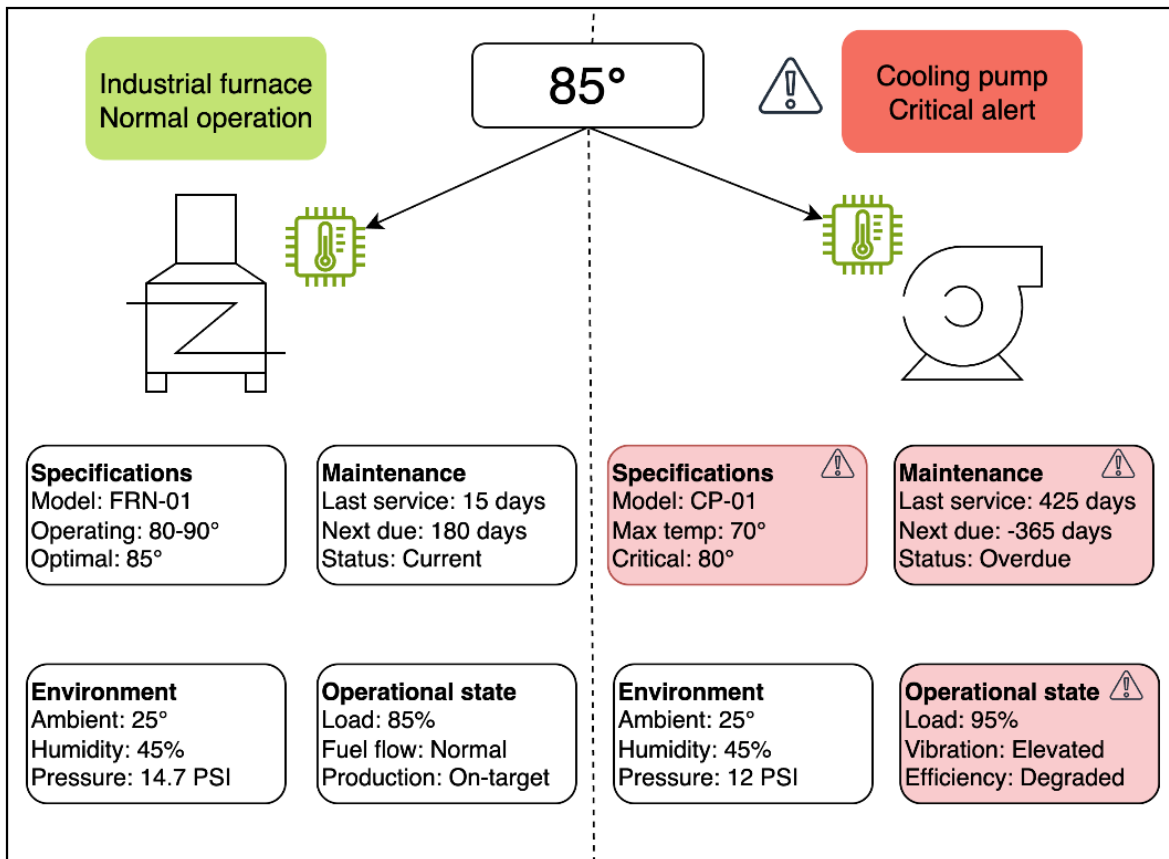 Industrial furnace
Normal operation
85°
Cooling pump
Critical alert
Specifications
Model: FRN-01
Operating: 80-90°
Optimal: 85°
Maintenance
Last service: 15 days
Next due: 180 days
Status: Current
Specifications
Model: CP-01
Max temp: 70°
Critical: 80°
Maintenance
Last service: 425 days
Next due: -365 days
Status: Overdue
Environment
Ambient: 25°
Humidity: 45%
Pressure: 14.7 PSI
Operational state
Load: 85%
Fuel flow: Normal
Production: On-target
Environment
Ambient: 25°
Humidity: 45%
Pressure: 12 PSI
Operational state
Load: 95%
Vibration: Elevated
Efficiency: Degraded